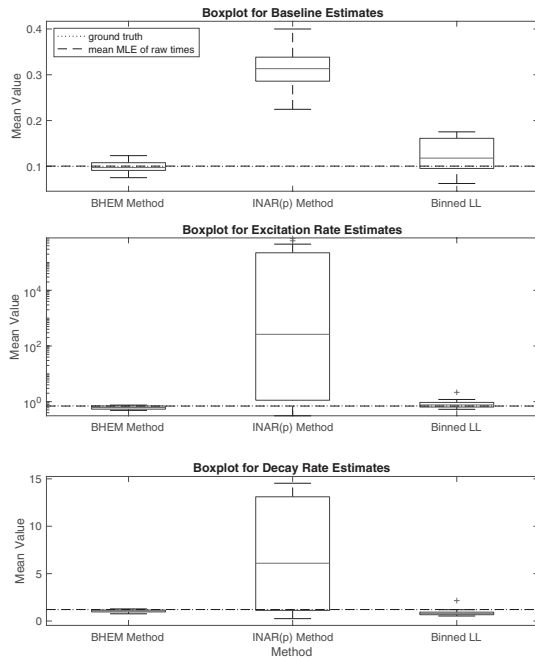 Boxplot for Baseline Estimates
0.4
ground truth
mean MLE of raw times
0.3
Mean Value
0.2
0.1
BHEM Method
INAR(p) Method
Binned LL
Boxplot for Excitation Rate Estimates
10^4
Mean Value
10^2
10^0
BHEM Method
INAR(p) Method
Binned LL
Boxplot for Decay Rate Estimates
15
10
Mean Value
5
0
BHEM Method
INAR(p) Method
Binned LL
Method